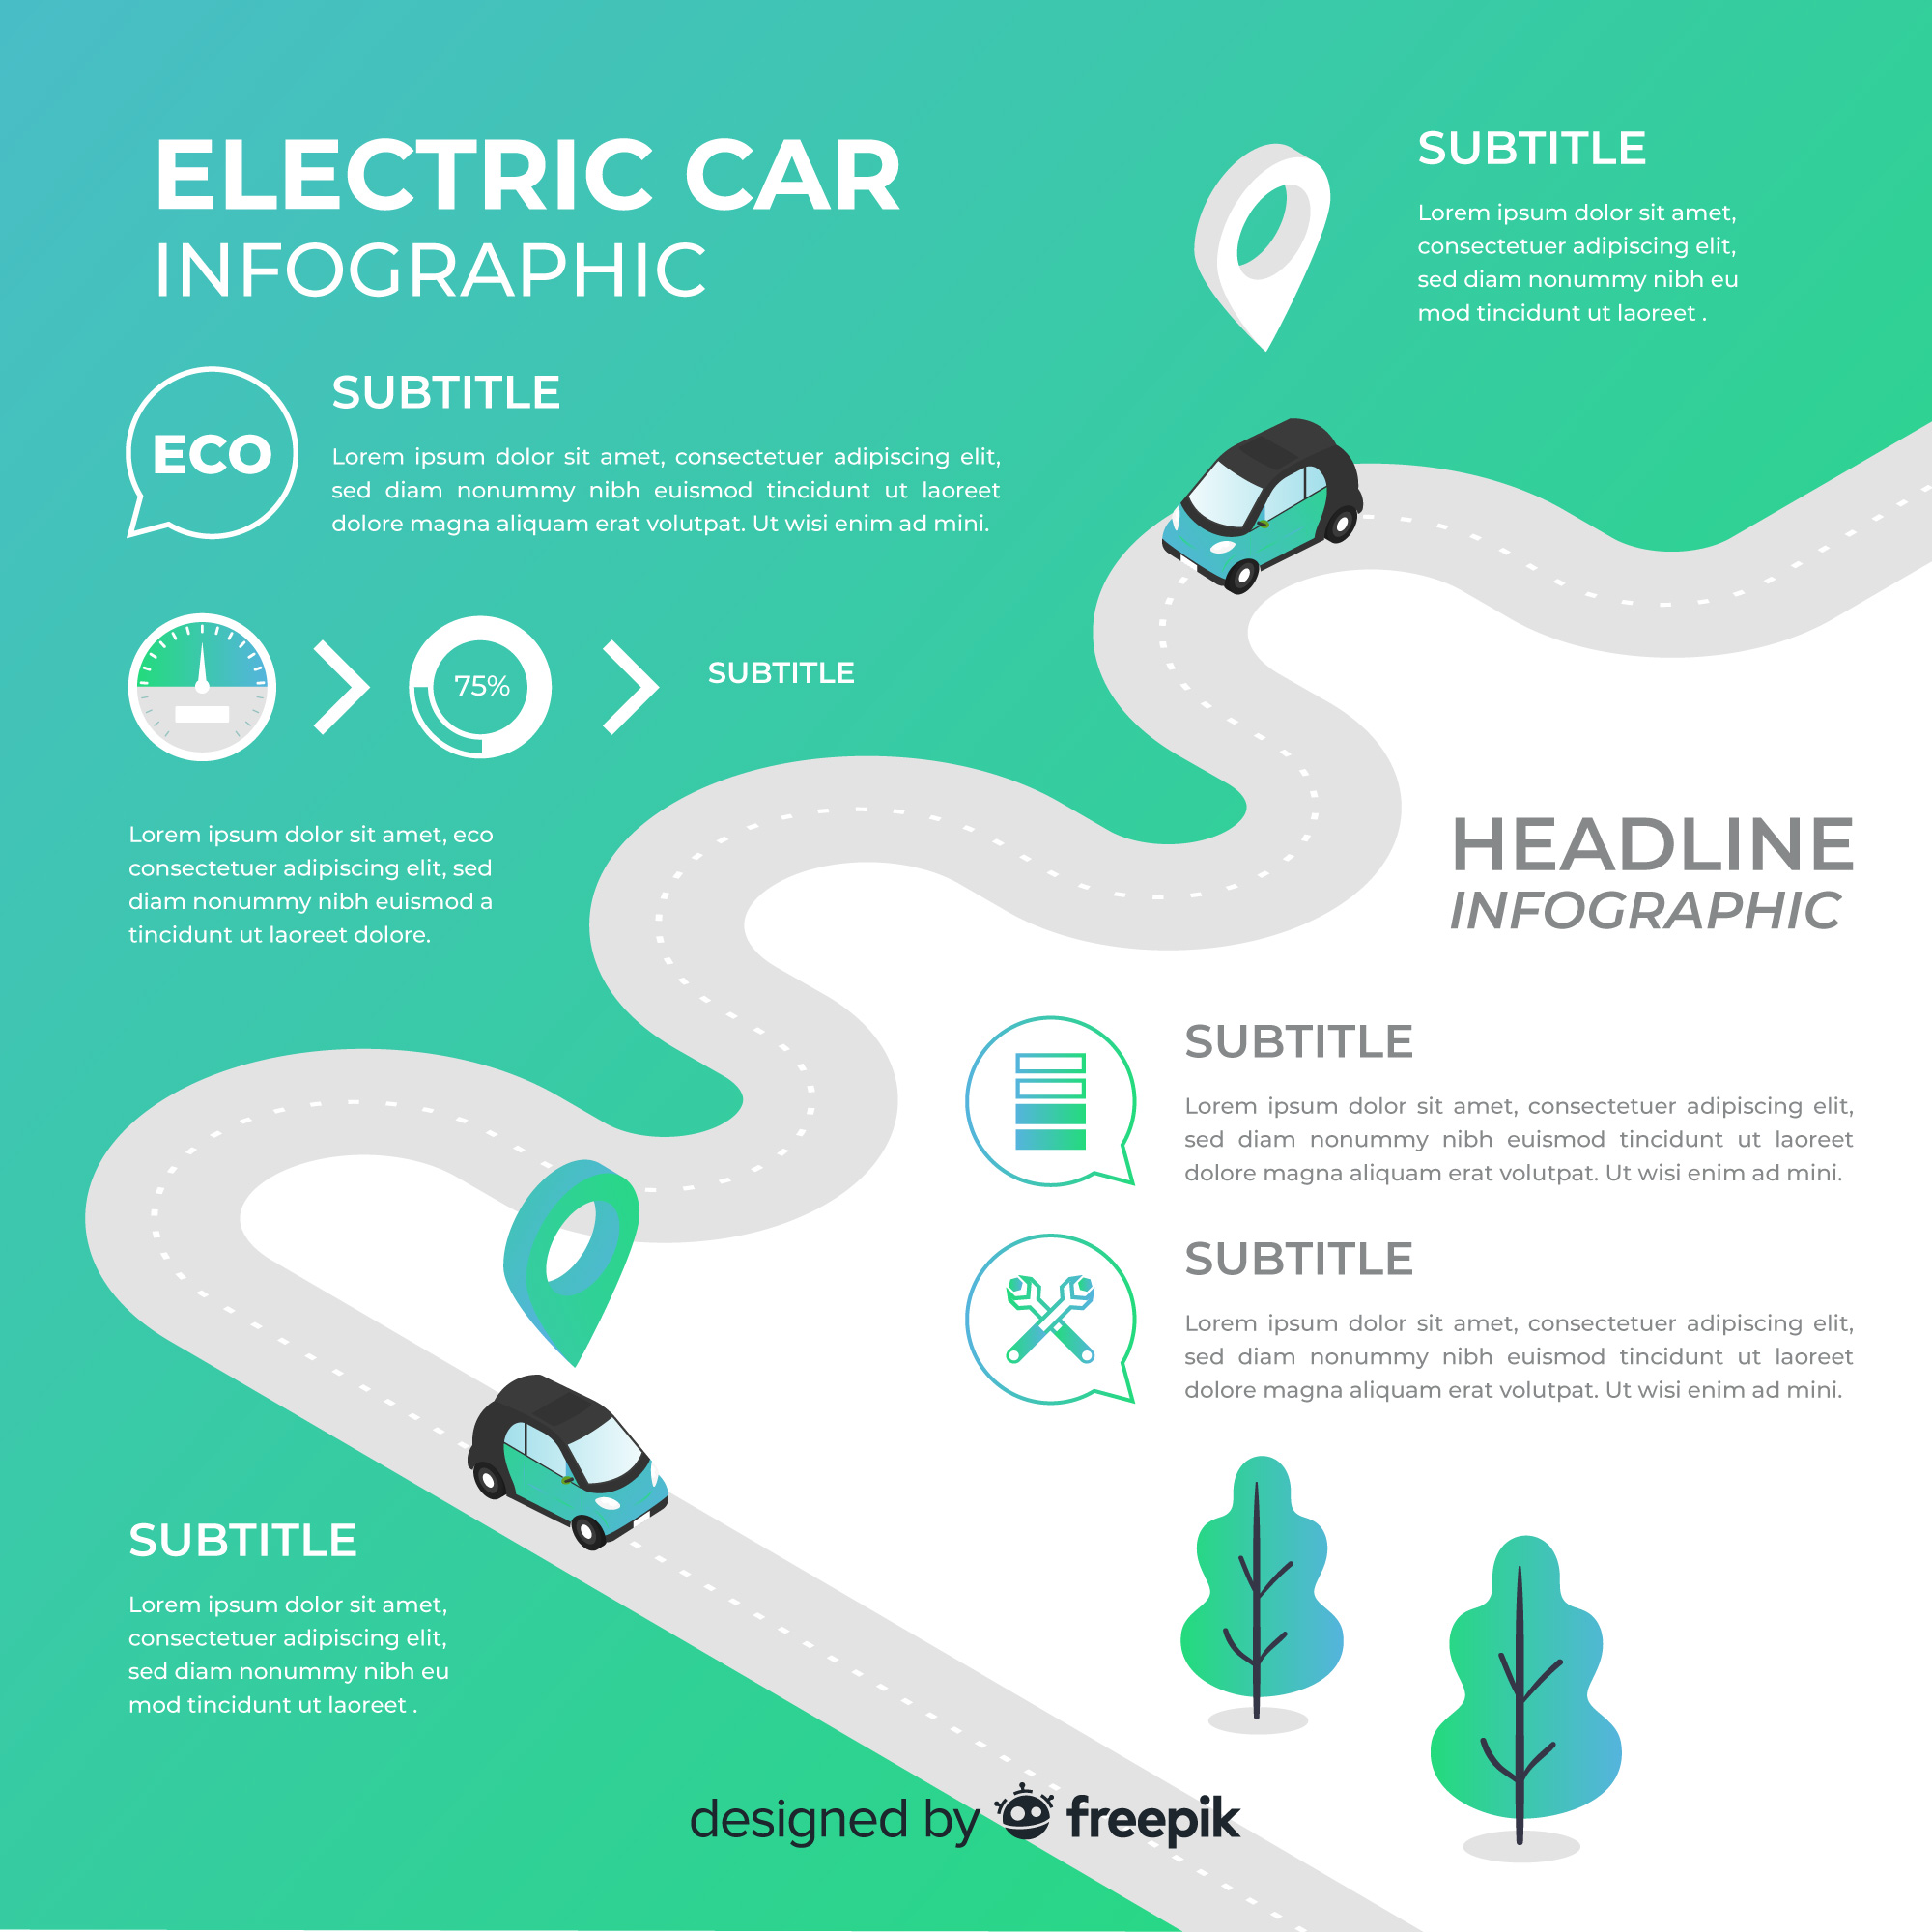 ELECTRIC CAR
INFOGRAPHIC
SUBTITLE
Lorem ipsum dolor sit amet,
consectetuer adipiscing elit,
sed diam nonummy nibh eu
mod tincidunt ut laoreet .
ECO
SUBTITLE
Lorem ipsum dolor sit amet, consectetuer adipiscing elit,
sed diam nonummy nibh euismod tincidunt ut laoreet
dolore magna aliquam erat volutpat. Ut wisi enim ad mini.
75%
SUBTITLE
Lorem ipsum dolor sit amet, eco
consectetuer adipiscing elit, sed
diam nonummy nibh euismod a
tincidunt ut laoreet dolore.
HEADLINE
INFOGRAPHIC
SUBTITLE
Lorem ipsum dolor sit amet, consectetuer adipiscing elit,
sed diam nonummy nibh euismod tincidunt ut laoreet
dolore magna aliquam erat volutpat. Ut wisi enim ad mini.
SUBTITLE
Lorem ipsum dolor sit amet, consectetuer adipiscing elit,
sed diam nonummy nibh euismod tincidunt ut laoreet
dolore magna aliquam erat volutpat. Ut wisi enim ad mini.
SUBTITLE
Lorem ipsum dolor sit amet,
consectetuer adipiscing elit,
sed diam nonummy nibh eu
mod tincidunt ut laoreet .
designed by freepik